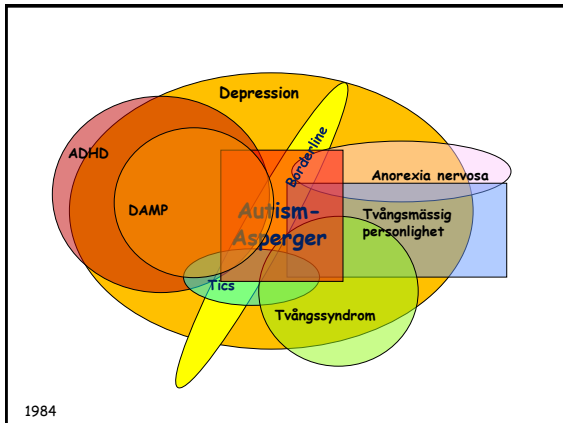 Depression
Borderline
ADHD
Anorexia nervosa
DAMP
Autism-
Asperger
Tvångsmässig
personlighet
Tics
Tvångssyndrom
1984